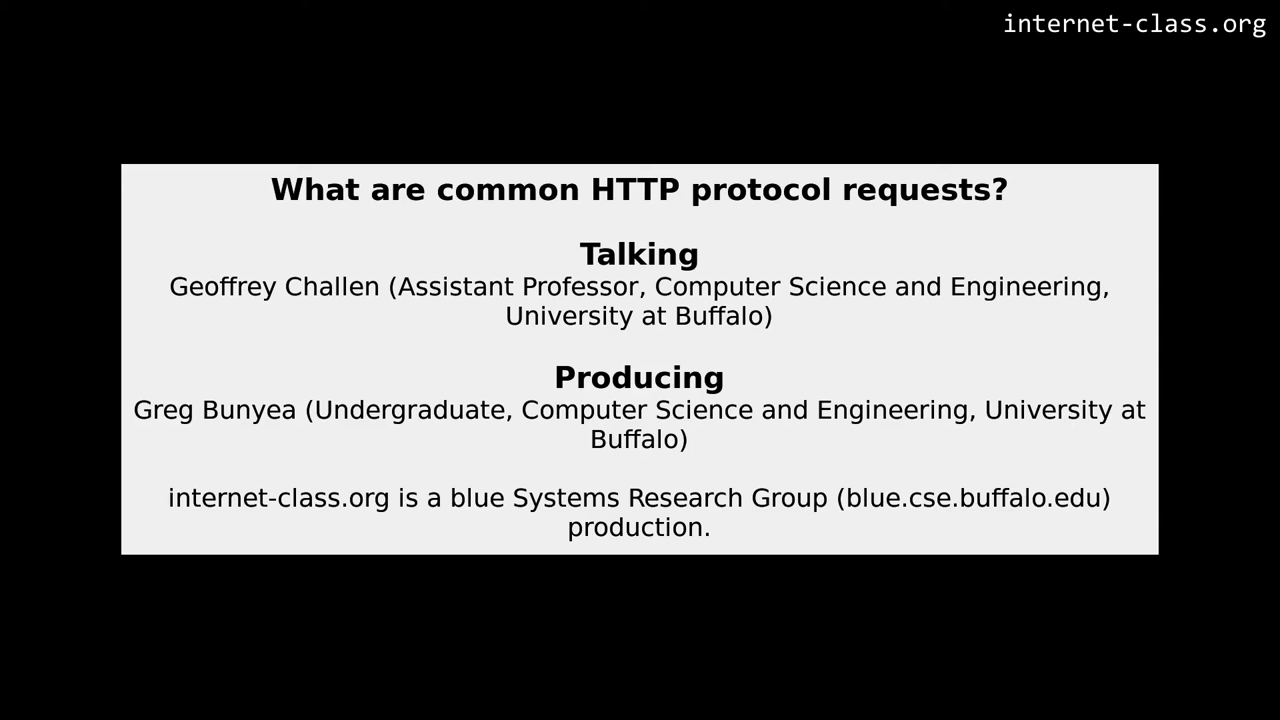 internet-class.org
What are common HTTP protocol requests?
Talking
Geoffrey Challen (Assistant Professor, Computer Science and Engineering,
University at Buffalo)
Producing
Greg Bunyea (Undergraduate, Computer Science and Engineering, University at
Buffalo)
internet-class.org is a blue Systems Research Group (blue.cse.buffalo.edu)
production.